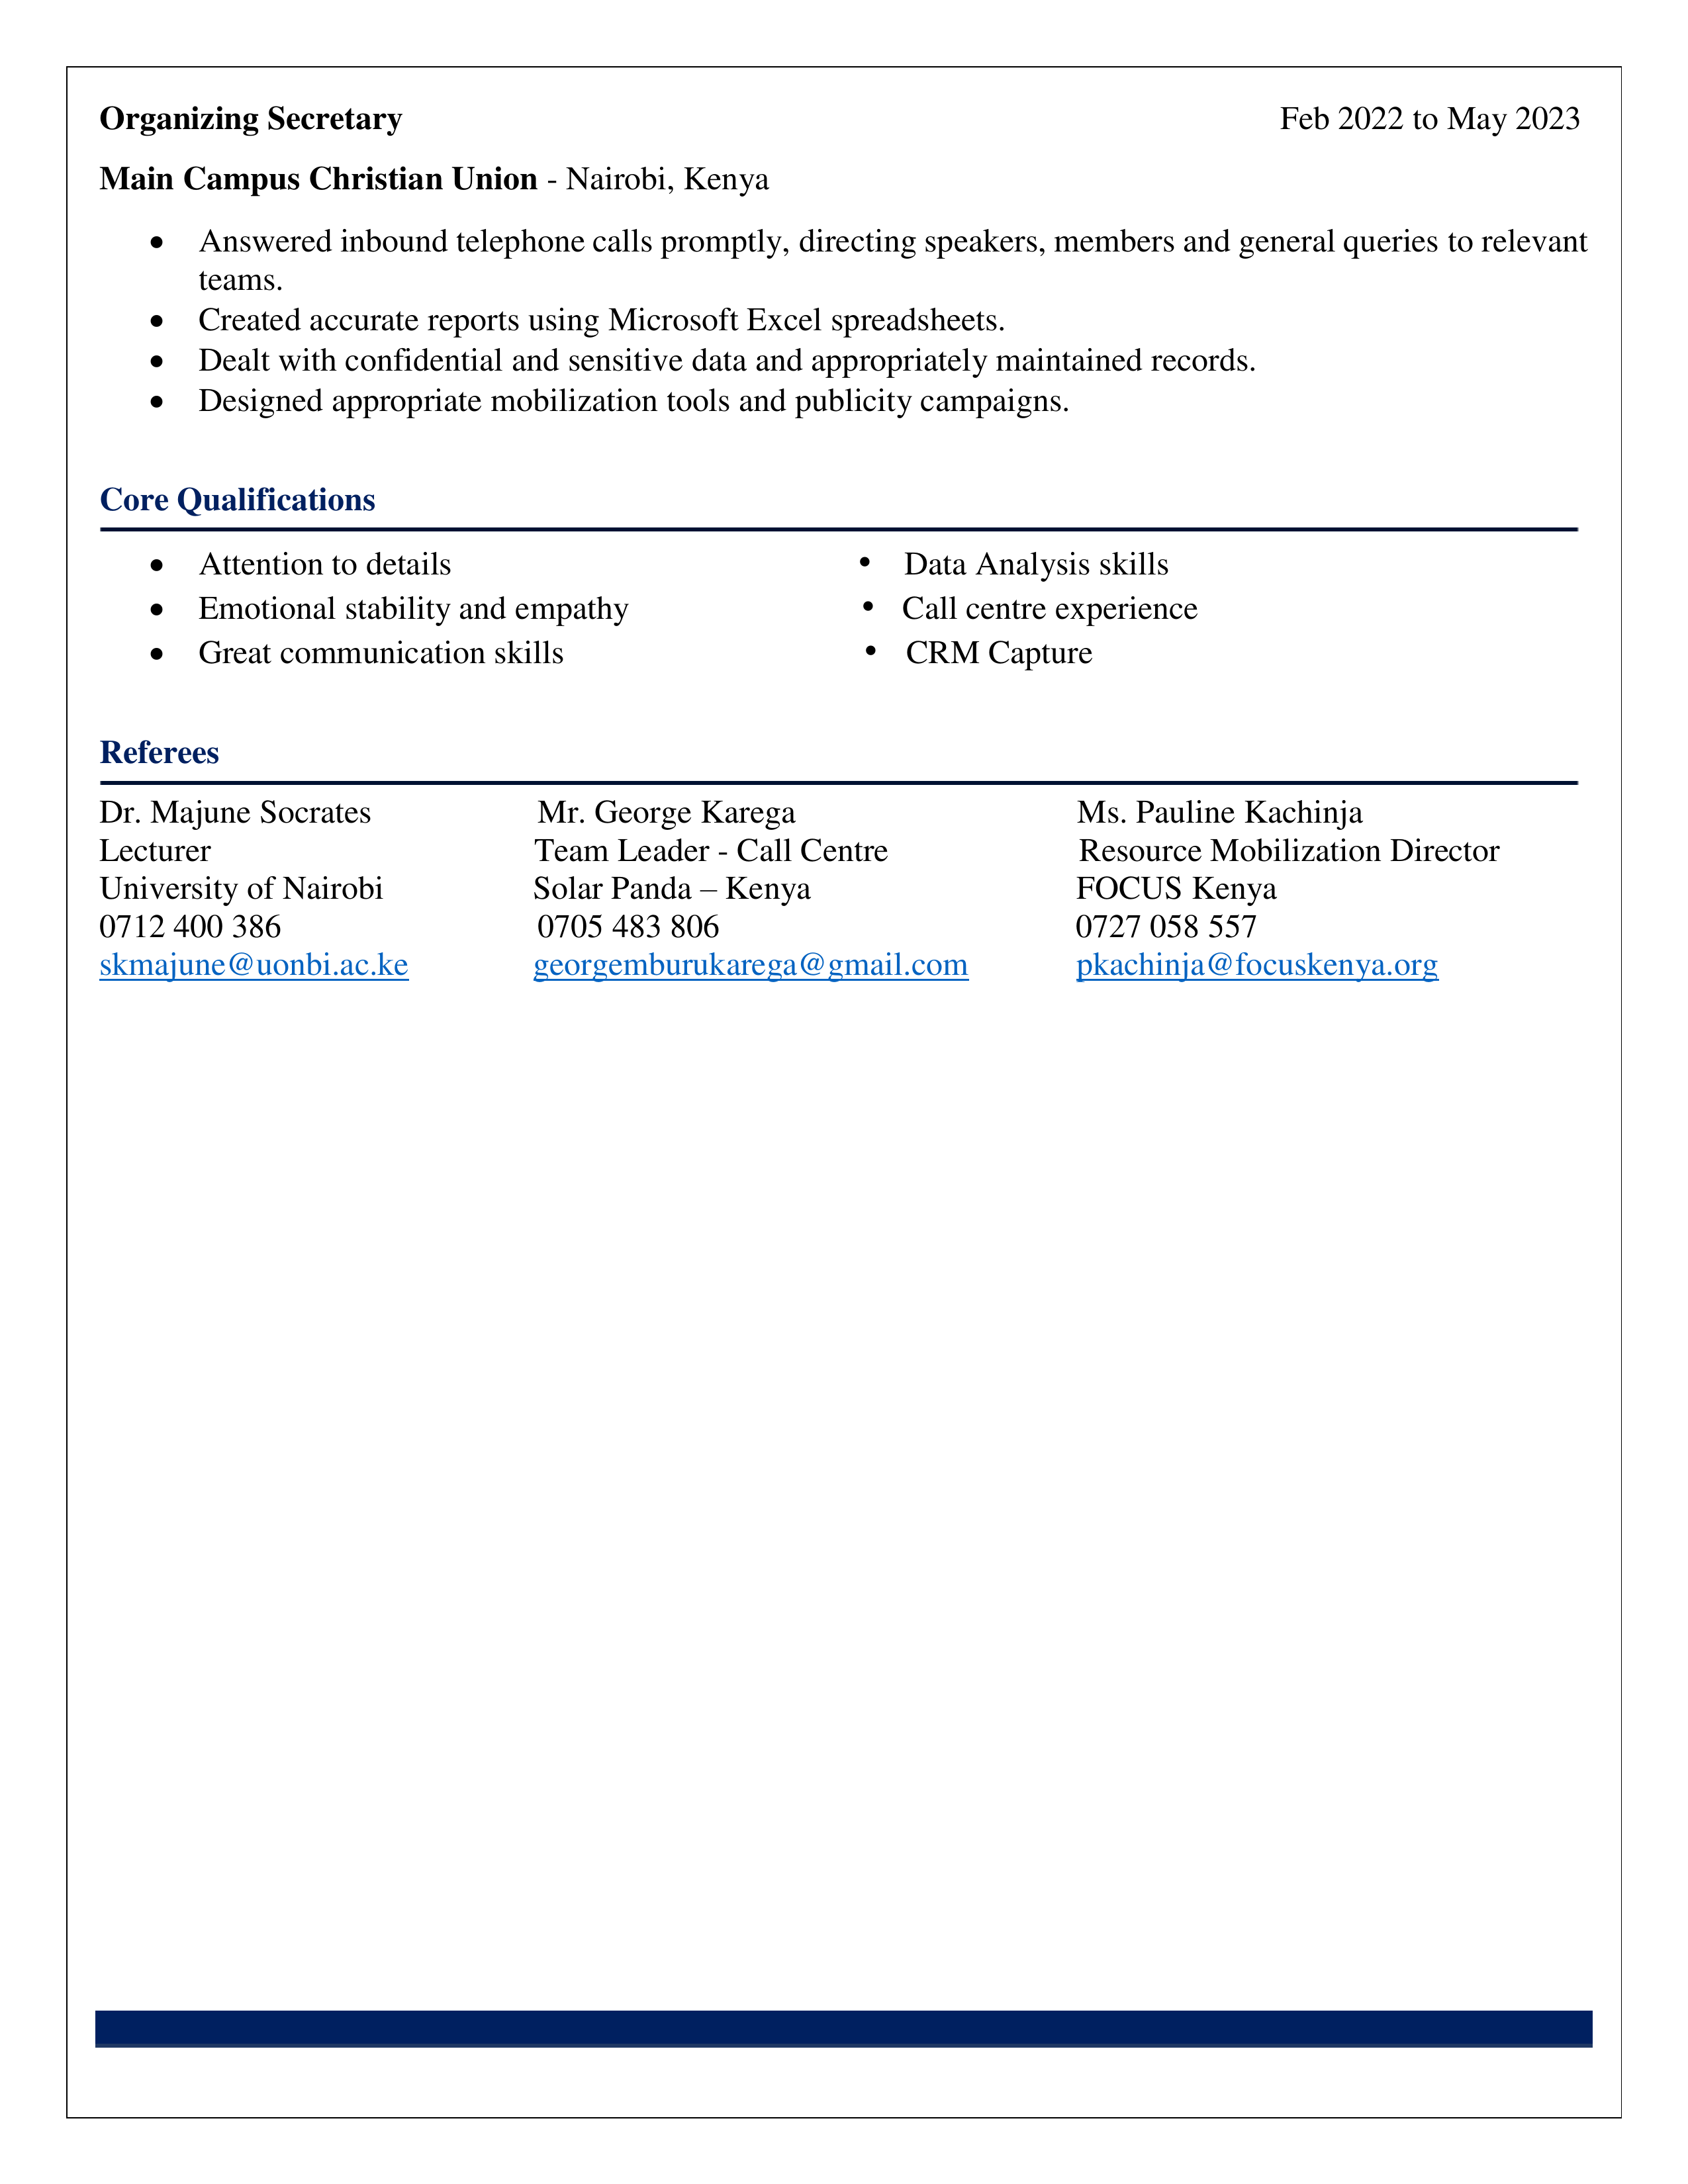 Organizing Secretary Feb 2022 to May 2023
Main Campus Christian Union - Nairobi, Kenya
• Answered inbound telephone calls promptly, directing speakers, members and general queries to relevant
teams.
• Created accurate reports using Microsoft Excel spreadsheets.
• Dealt with confidential and sensitive data and appropriately maintained records.
• Designed appropriate mobilization tools and publicity campaigns.
Core Qualifications
• Attention to details • Data Analysis skills
• Emotional stability and empathy • Call centre experience
• Great communication skills • CRM Capture
Referees
Dr. Majune Socrates Mr. George Karega Ms. Pauline Kachinja
Lecturer Team Leader - Call Centre Resource Mobilization Director
University of Nairobi Solar Panda – Kenya FOCUS Kenya
0712 400 386 0705 483 806 0727 058 557
skmajune@uonbi.ac.ke georgemburukarega@gmail.com pkachinja@focuskenya.org